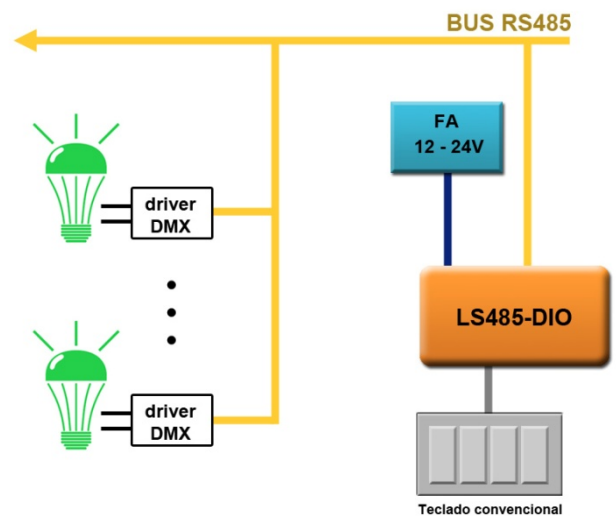 BUS RS485
FA
12 - 24V
driver
DMX
LS485-DIO
driver
DMX
Teclado convencional